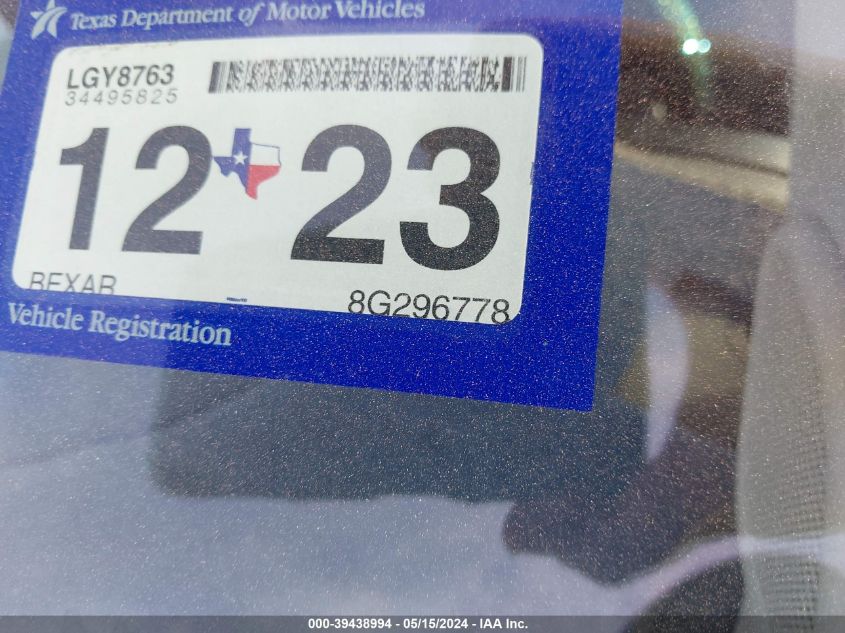 Texas Department of Motor Vehicles
LGY8763
34495825
12 23
BEXAR
8G296778
Vehicle Registration
000-39438994 - 05/15/2024 - IAA Inc.